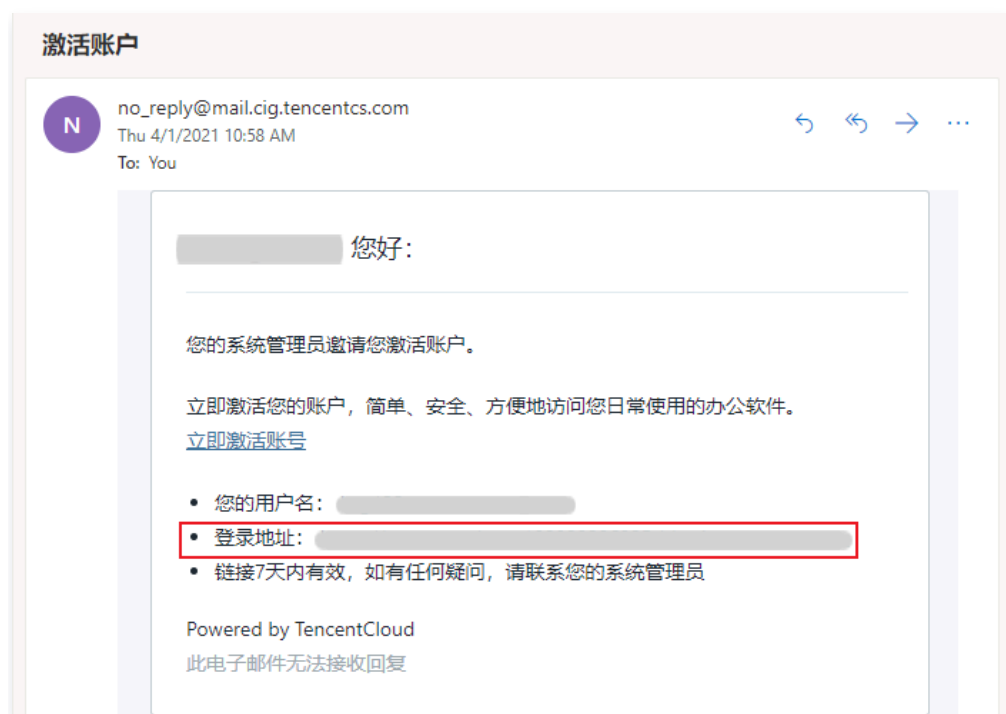 激活账户
N
no_reply@mail.cig.tencentcs.com
Thu 4/1/2021 10:58 AM
To: You
您好：
您的系统管理员邀请您激活账户。
立即激活您的账户，简单、安全、方便地访问您日常使用的办公软件。
立即激活账号
• 您的用户名：
• 登录地址：
• 链接7天内有效，如有任何疑问，请联系您的系统管理员
Powered by TencentCloud
此电子邮件无法接收回复